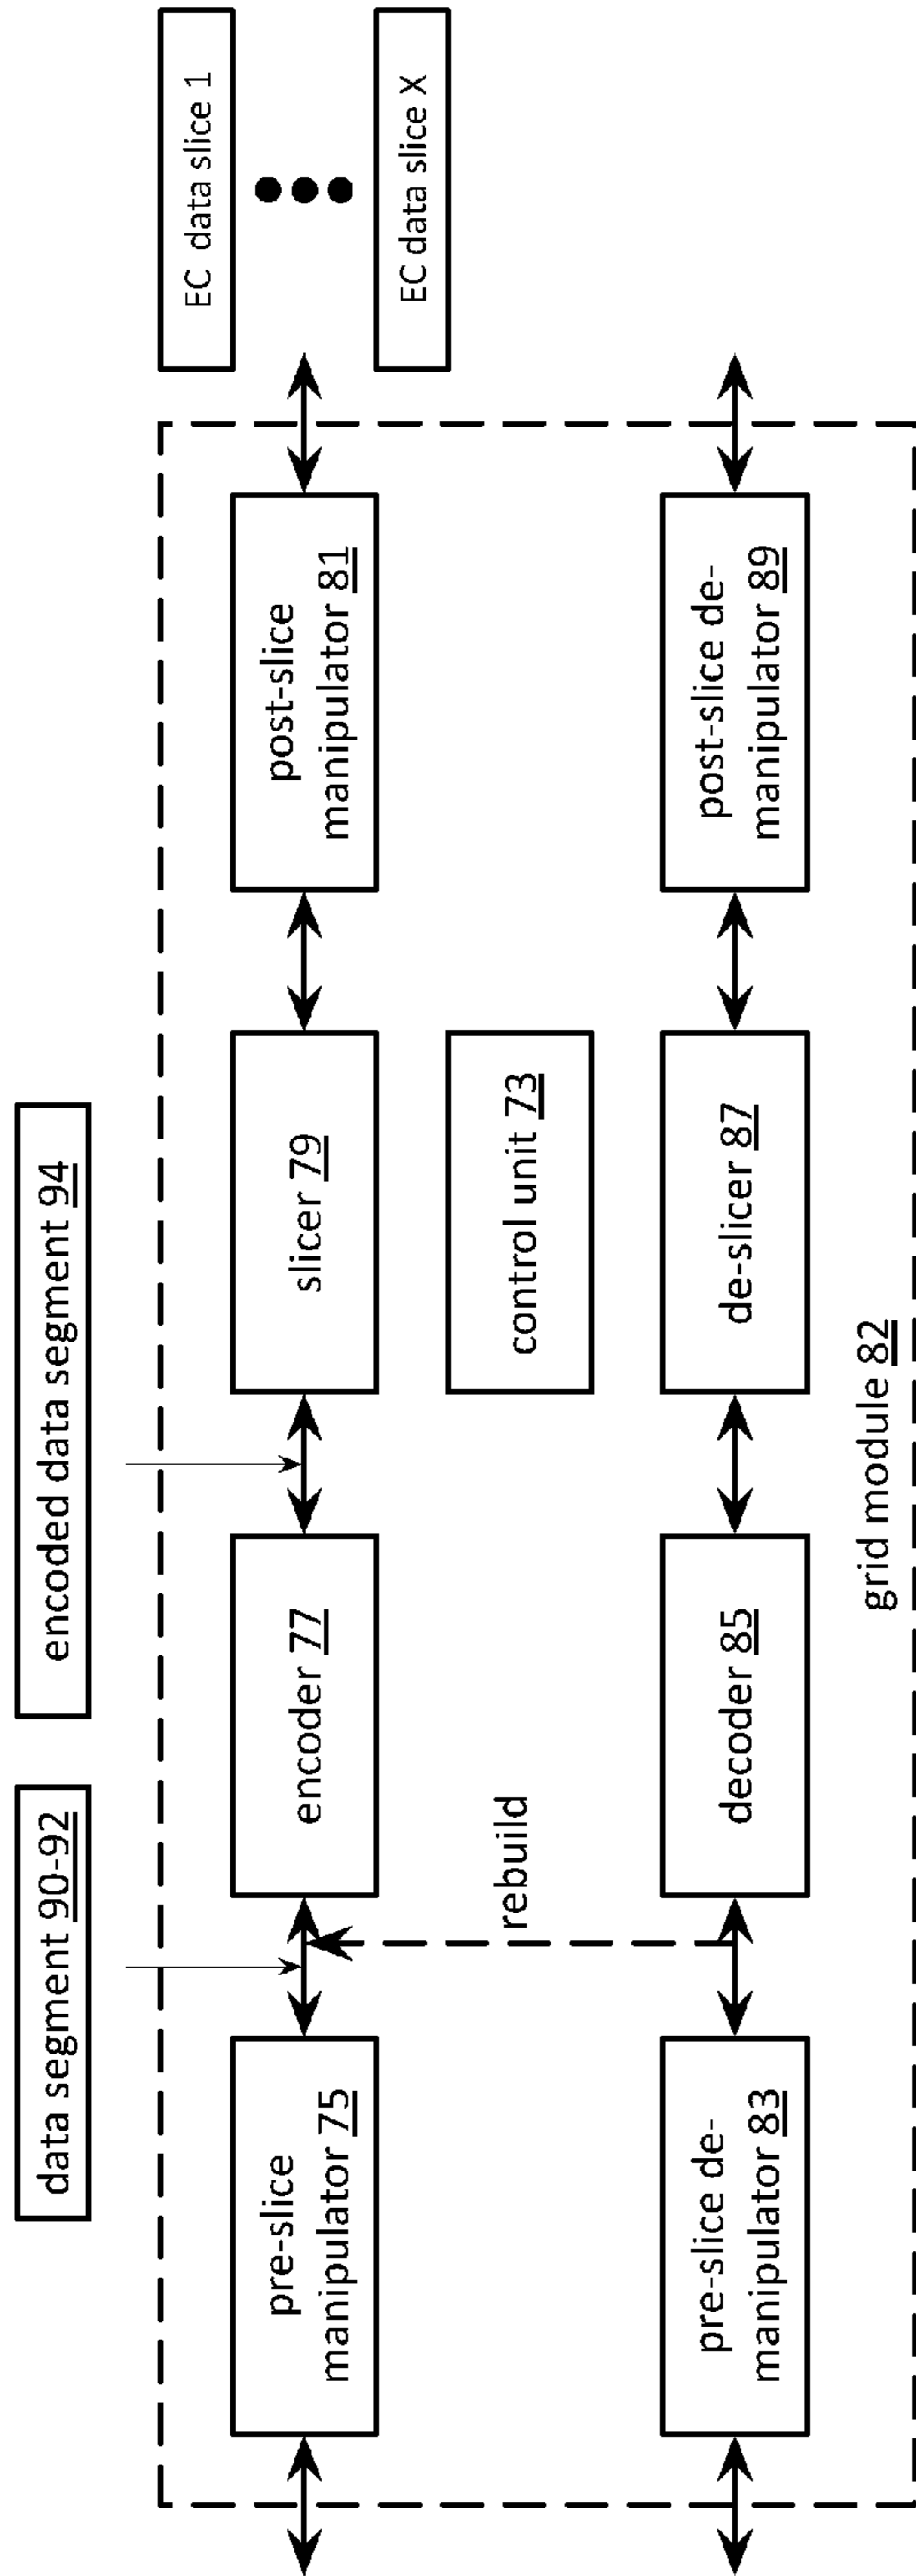 data segment 90-92
encoded data segment 94
EC data slice 1
EC data slice X
pre-slice
manipulator 75
encoder 77
slicer 79
post-slice
manipulator 81
rebuild
control unit 73
pre-slice de-
manipulator 83
decoder 85
de-slicer 87
post-slice de-
manipulator 89
grid module 82